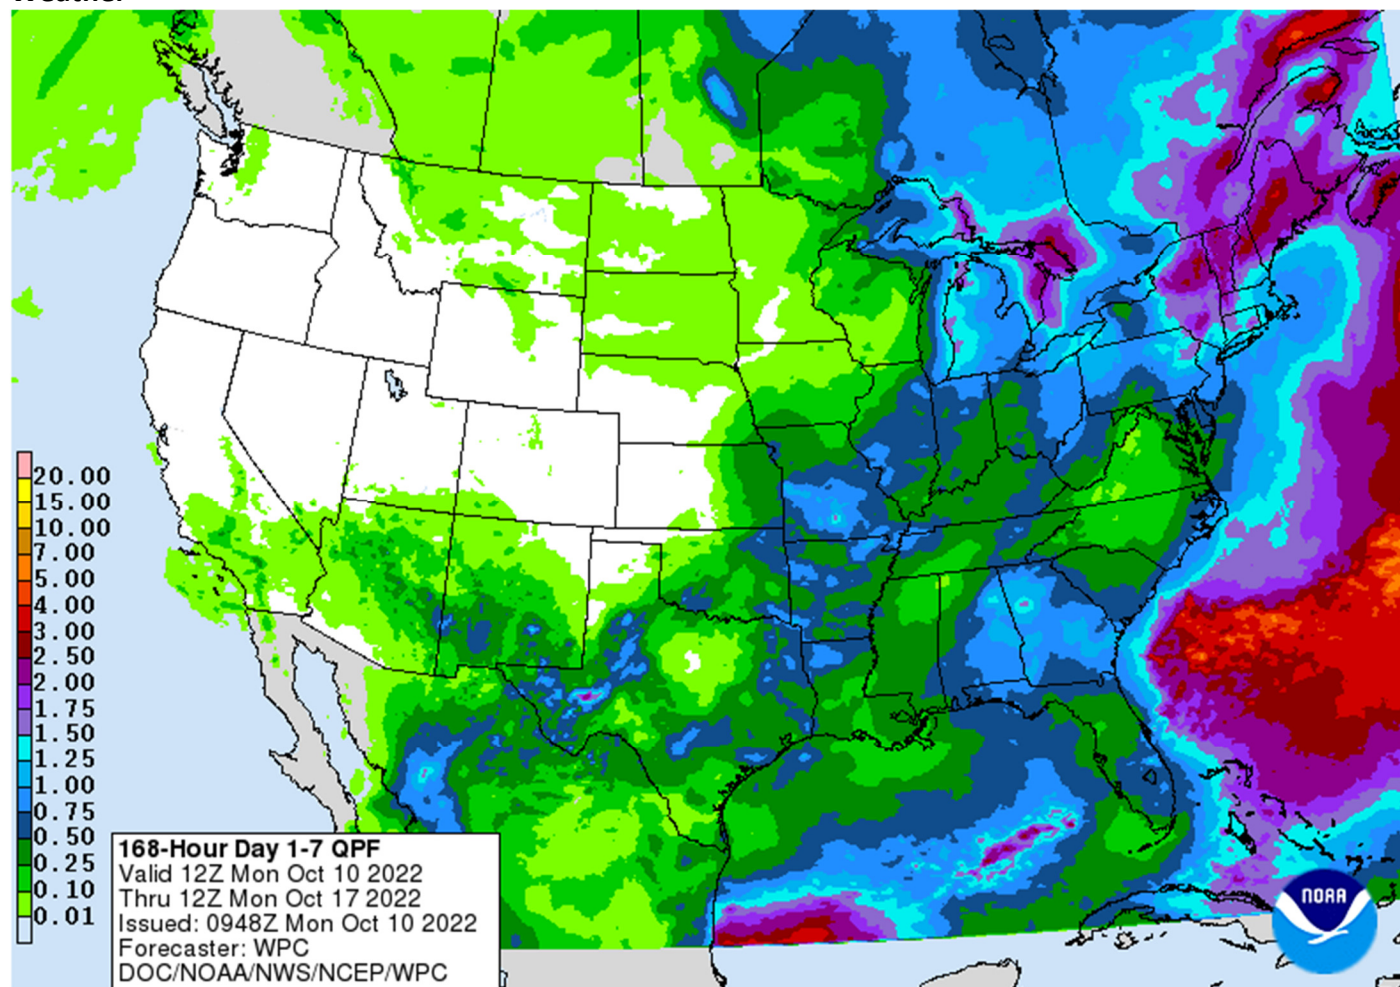 Weather
20.00
15.00
10.00
7.00
5.00
4.00
3.00
2.50
2.00
1.75
1.50
1.25
1.00
0.75
0.50
0.25
0.10
0.01
168-Hour Day 1-7 QPF
Valid 12Z Mon Oct 10 2022
Thru 12Z Mon Oct 17 2022
Issued: 0948Z Mon Oct 10 2022
Forecaster: WPC
DOC/NOAA/NWS/NCEP/WPC
NOAA